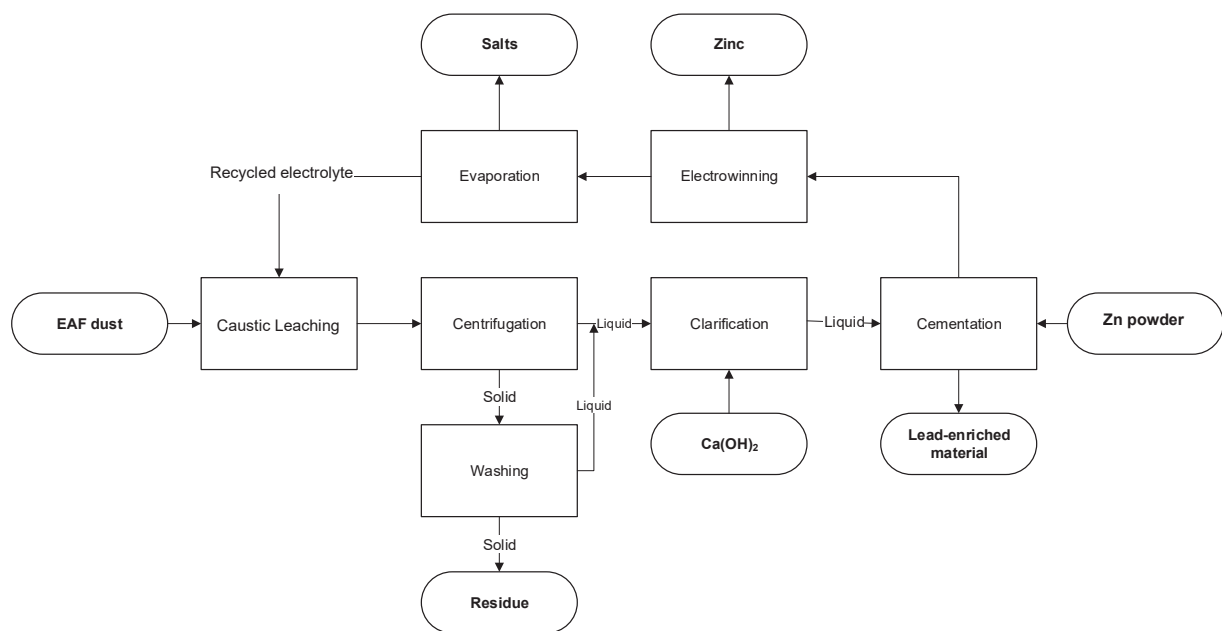 Salts
Zinc
Evaporation
Electrowinning
Recycled electrolyte
EAF dust
Caustic Leaching
Centrifugation
Liquid
Clarification
Liquid
Cementation
Zn powder
Solid
Liquid
Washing
Ca(OH)₂
Lead-enriched
material
Solid
Residue